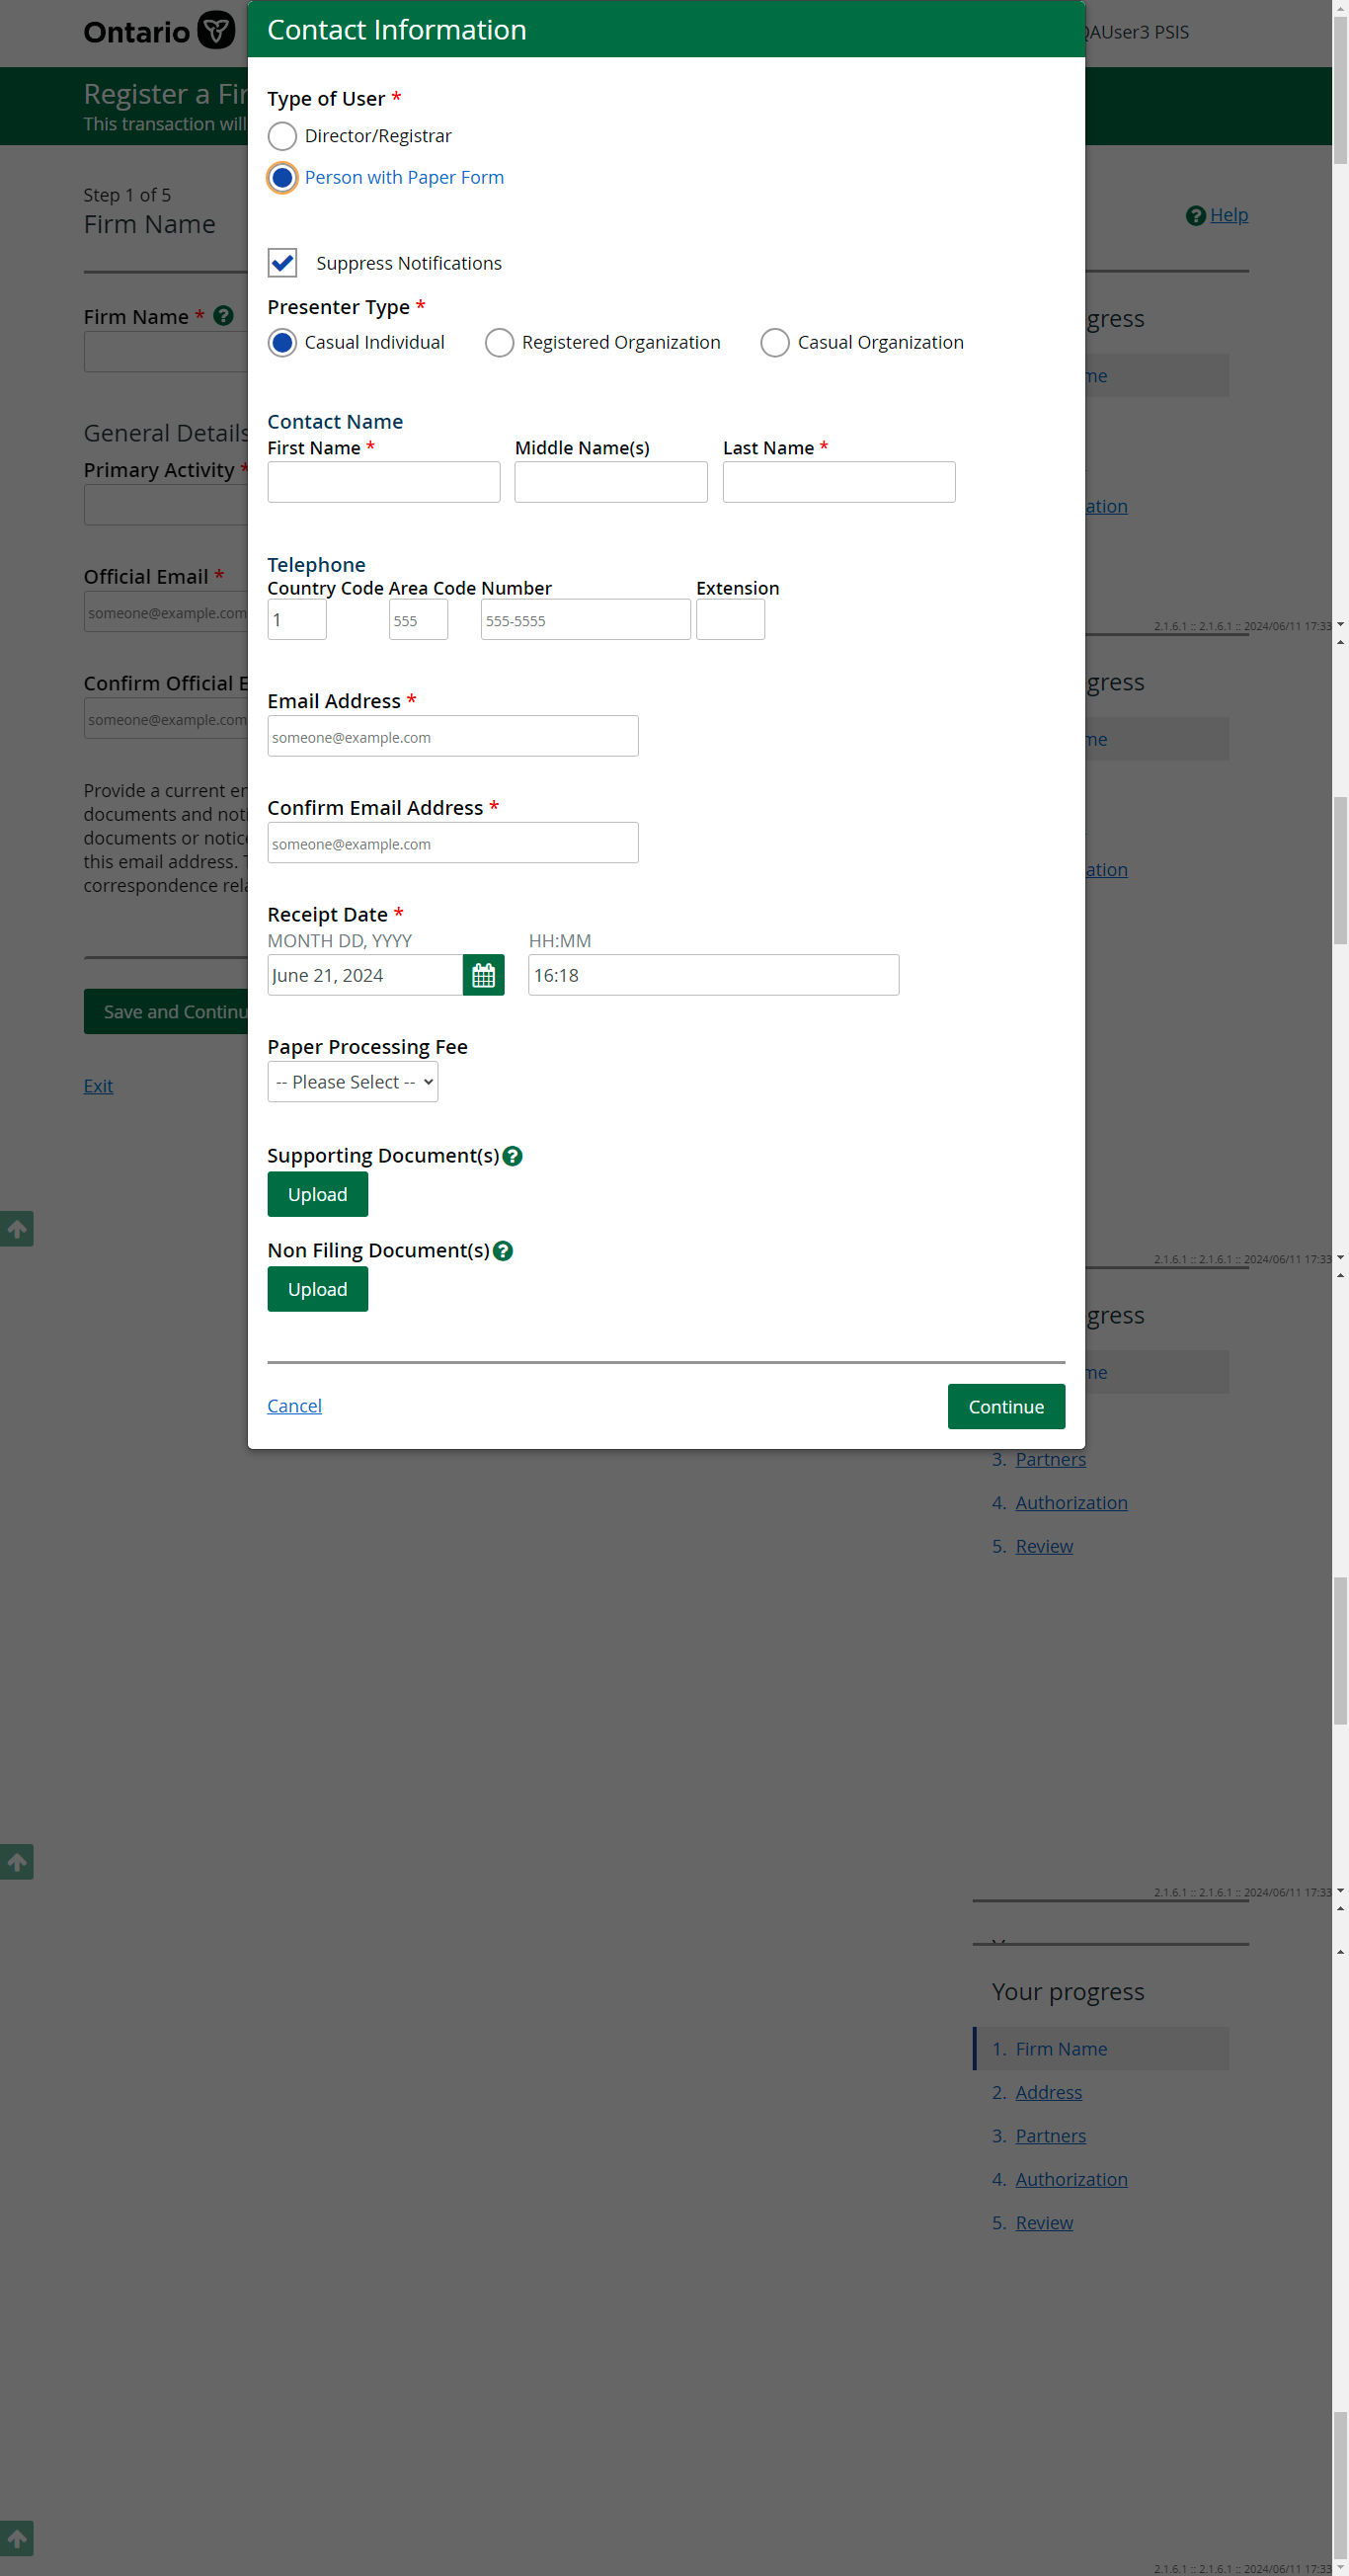 Ontario
QAUser3 PSIS
Register a Fir
This transaction will
Contact Information
Type of User *
Director/Registrar
Person with Paper Form
Suppress Notifications
Presenter Type *
Casual Individual Registered Organization Casual Organization
Contact Name
First Name * Middle Name(s) Last Name *
Telephone
Country Code Area Code Number Extension
1 555 555-5555
Email Address *
someone@example.com
Confirm Email Address *
someone@example.com
Receipt Date *
MONTH DD, YYYY HH:MM
June 21, 2024 16:18
Paper Processing Fee
-- Please Select --
Supporting Document(s)
Upload
Non Filing Document(s)
Upload
Cancel Continue
Step 1 of 5
Firm Name
Help
Firm Name *
General Details
Primary Activity *
Official Email *
someone@example.com
Confirm Official E
someone@example.com
Provide a current en
documents and noti
documents or notice
this email address. T
correspondence rela
Save and Continu
Exit
gress
me
ation
2.1.6.1 :: 2.1.6.1 :: 2024/06/11 17:33
gress
me
ation
2.1.6.1 :: 2.1.6.1 :: 2024/06/11 17:33
gress
me
3. Partners
4. Authorization
5. Review
2.1.6.1 :: 2.1.6.1 :: 2024/06/11 17:33
Your progress
1. Firm Name
2. Address
3. Partners
4. Authorization
5. Review
2.1.6.1 :: 2.1.6.1 :: 2024/06/11 17:33